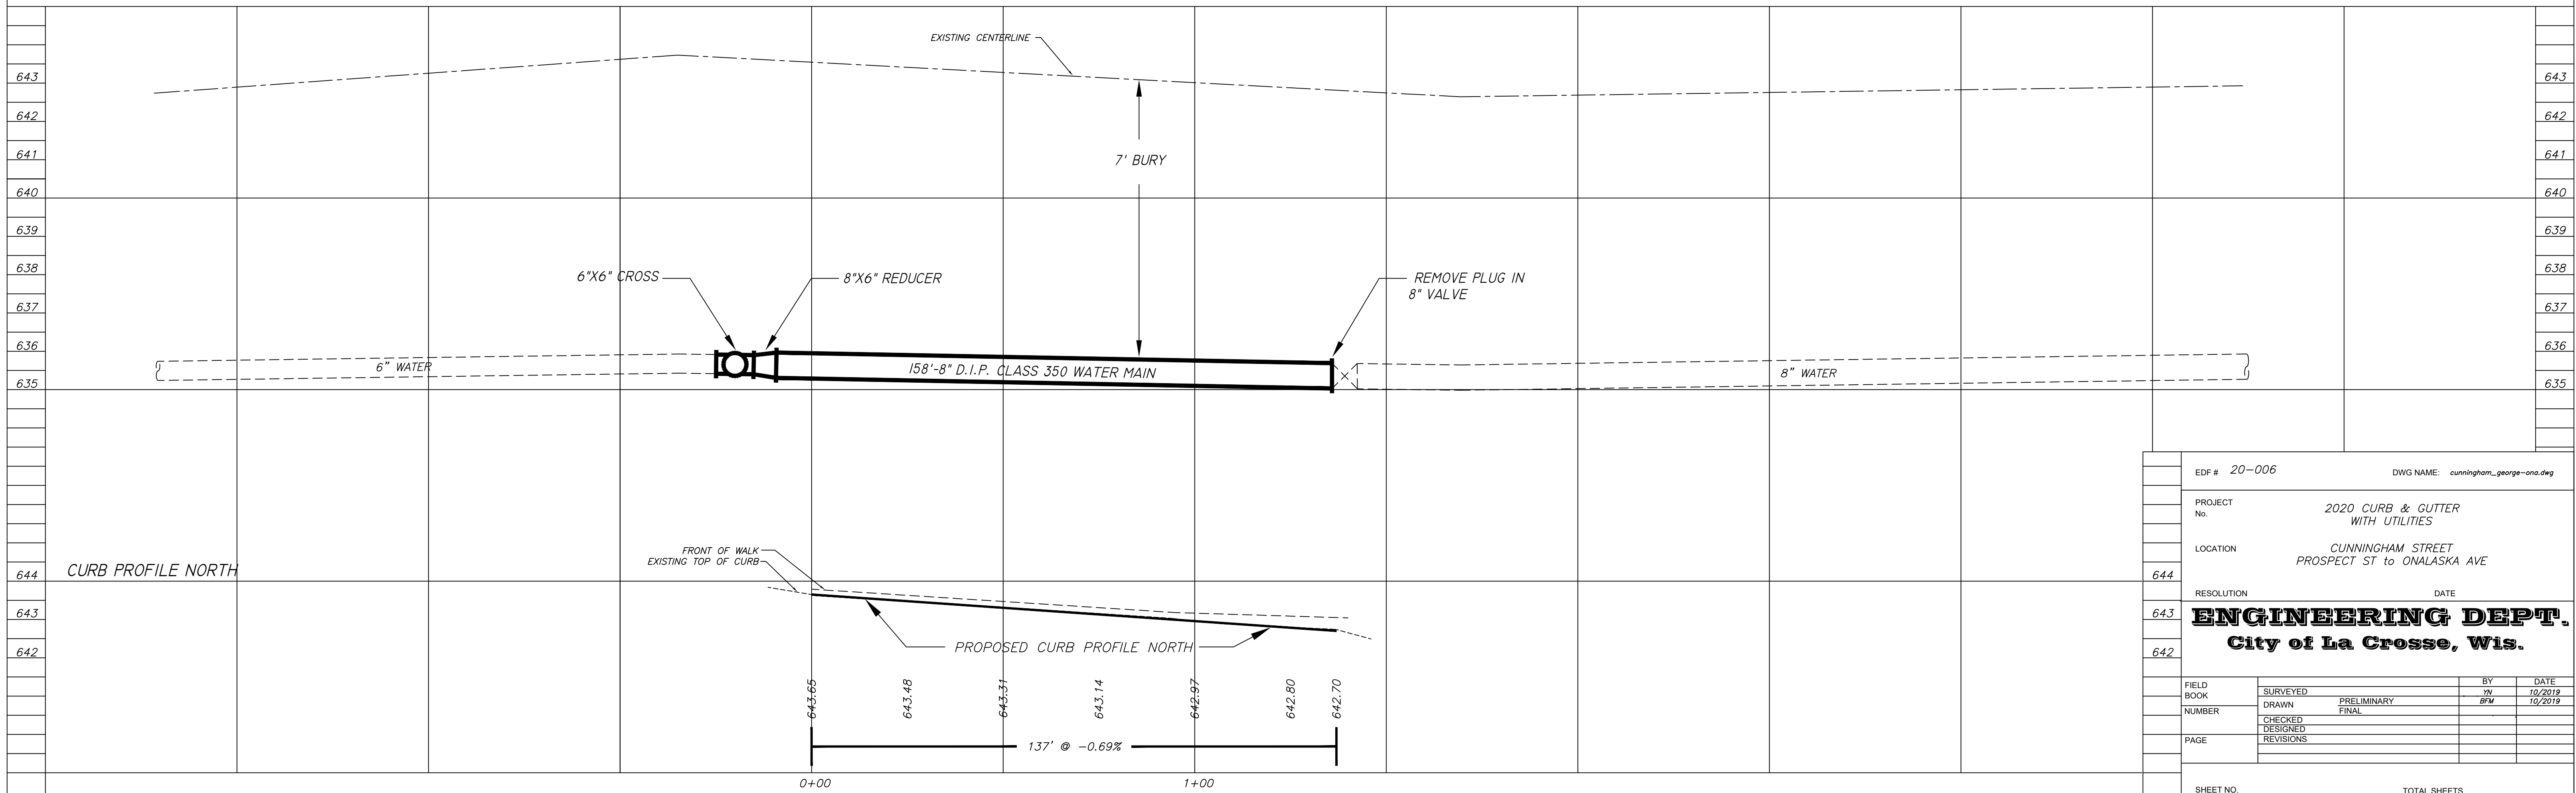 EXISTING CENTERLINE
643
643
642
642
7' BURY
641
641
640
640
639
639
638
638
6"X6" CROSS
8"X6" REDUCER
REMOVE PLUG IN
8" VALVE
637
637
636
636
6" WATER
158'-8" D.I.P. CLASS 350 WATER MAIN
8" WATER
635
635
EDF # 20-006
DWG NAME: cunningham_george-ona.dwg
PROJECT
No.
2020 CURB & GUTTER
WITH UTILITIES
LOCATION
CUNNINGHAM STREET
PROSPECT ST to ONALASKA AVE
RESOLUTION
DATE
ENGINEERING DEPT.
City of La Crosse, Wis.
FIELD
BOOK
NUMBER
PAGE
BY
DATE
SURVEYED
YN
10/2019
DRAWN
PRELIMINARY
BFM
10/2019
FINAL
CHECKED
DESIGNED
REVISIONS
SHEET NO.
TOTAL SHEETS
CURB PROFILE NORTH
FRONT OF WALK
EXISTING TOP OF CURB
644
644
643
643
642
642
PROPOSED CURB PROFILE NORTH
643.65
643.48
643.31
643.14
642.97
642.80
642.70
137' @ -0.69%
0+00
1+00